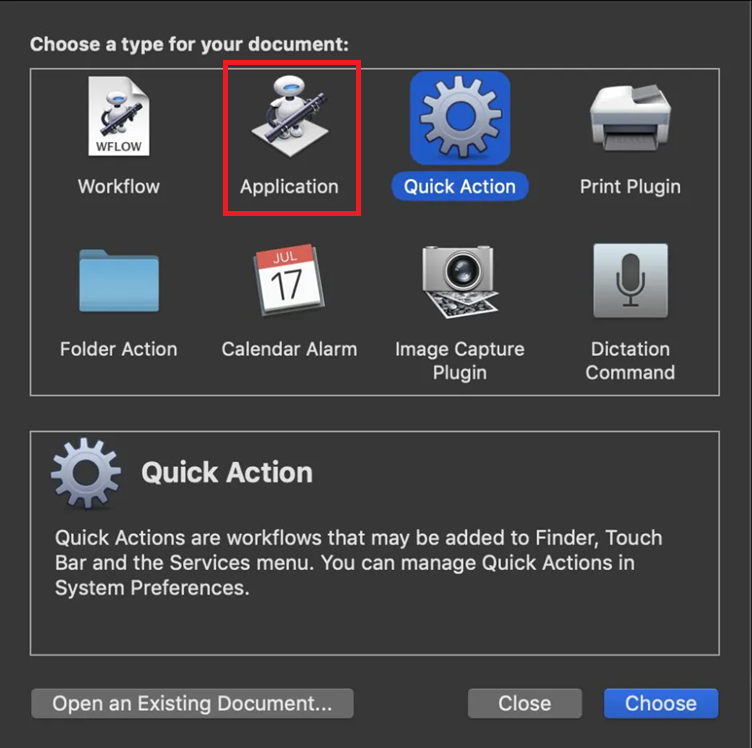 Choose a type for your document:
WFLOW
Workflow
Application
Quick Action
Print Plugin
JUL
17
Folder Action
Calendar Alarm
Image Capture
Plugin
Dictation
Command
Quick Action
Quick Actions are workflows that may be added to Finder, Touch
Bar and the Services menu. You can manage Quick Actions in
System Preferences.
Open an Existing Document...
Close
Choose